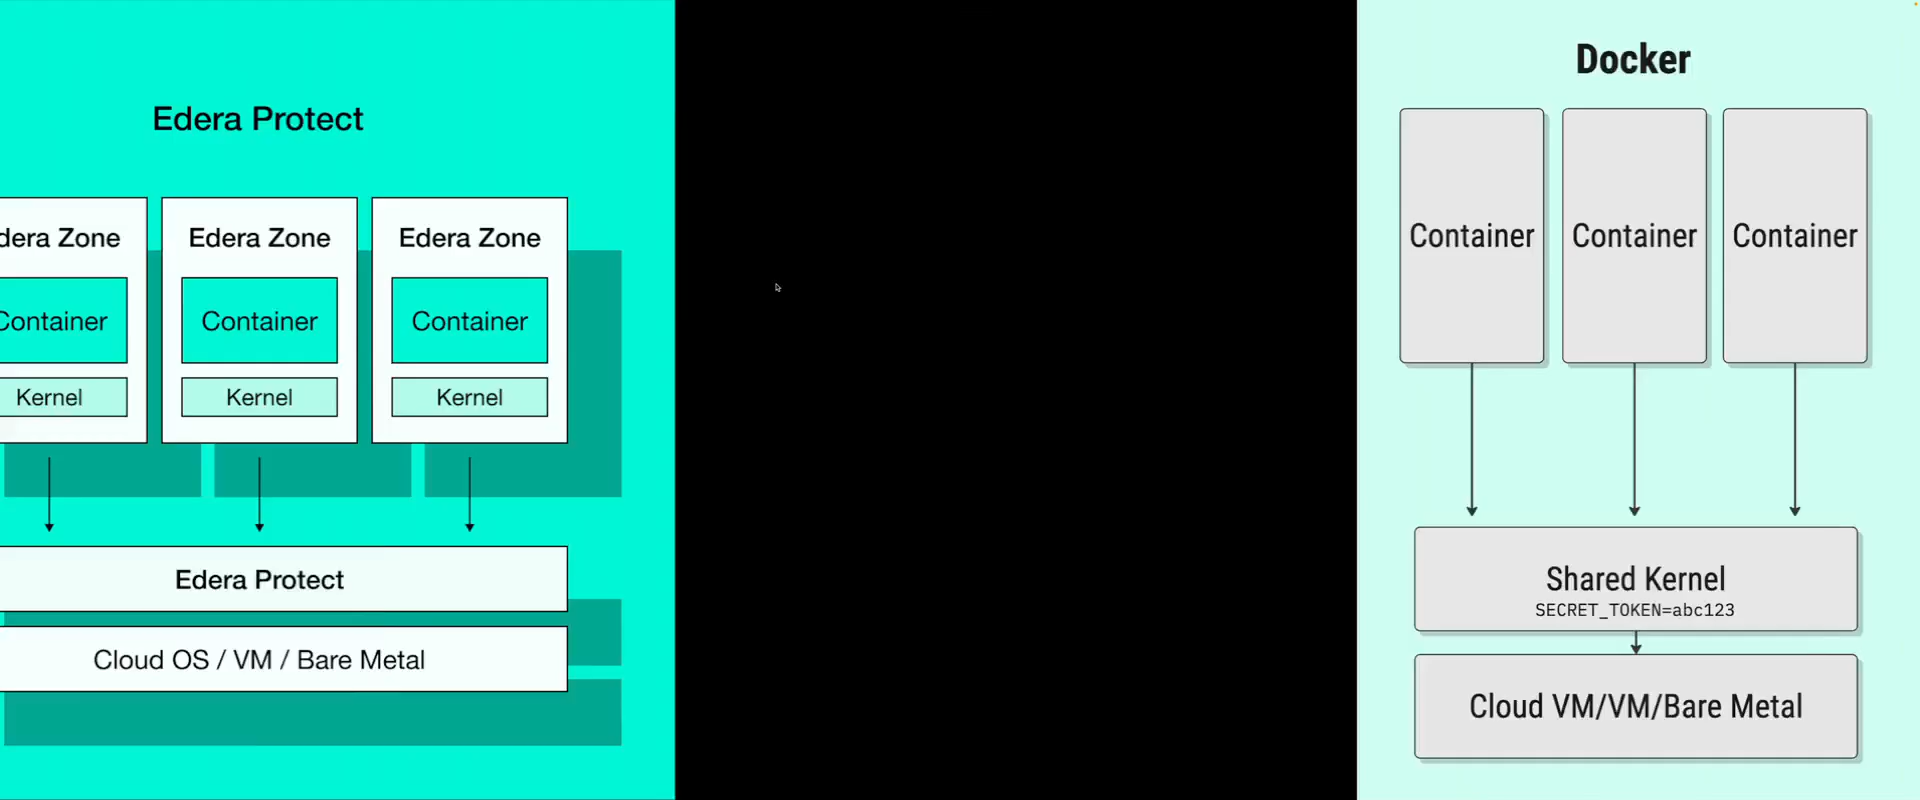 Edera Protect
dera Zone
Edera Zone
Edera Zone
Container
Container
Container
Kernel
Kernel
Kernel
Edera Protect
Cloud OS / VM / Bare Metal
Docker
Container
Container
Container
Shared Kernel
SECRET_TOKEN=abc123
Cloud VM/VM/Bare Metal